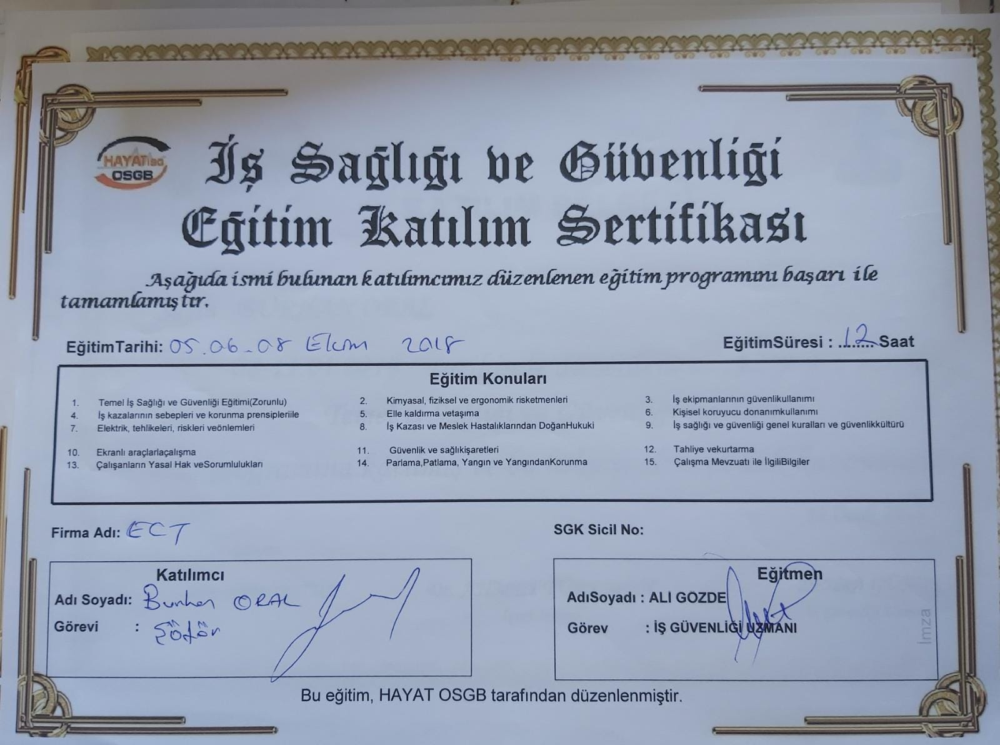 HAYAT İSG
OSGB
İş Sağlığı ve Güvenliği
Eğitim Katılım Sertifikası
Aşağıda ismi bulunan katılımcımız düzenlenen eğitim programını başarı ile
tamamlamıştır.
EğitimTarihi: 05.06-08 Ekim 2018
EğitimSüresi : .12.... Saat
Eğitim Konuları
1. Temel İş Sağlığı ve Güvenliği Eğitimi(Zorunlu) 2. Kimyasal, fiziksel ve ergonomik risketmenleri 3. İş ekipmanlarının güvenlikullanımı
4. İş kazalarının sebepleri ve korunma prensipleriile 5. Elle kaldırma vetaşıma 6. Kişisel koruyucu donanımkullanımı
7. Elektrik, tehlikeleri, riskleri veönlemleri 8. İş Kazası ve Meslek Hastalıklarından DoğanHukuki 9. İş sağlığı ve güvenliği genel kuralları ve güvenlikkültürü
10. Ekranlı araçlarlaçalışma 11. Güvenlik ve sağlıkişaretleri 12. Tahliye vekurtarma
13. Çalışanların Yasal Hak veSorumlulukları 14. Parlama,Patlama, Yangın ve YangındanKorunma 15. Çalışma Mevzuatı ile İlgiliBilgiler
Firma Adı: ECT
SGK Sicil No:
Katılımcı
Adı Soyadı: Burhan ORAL
Görevi : Şöför
Eğitmen
AdıSoyadı : ALİ GÖZDE
Görev : İŞ GÜVENLİĞİ UZMANI
İmza
Bu eğitim, HAYAT OSGB tarafından düzenlenmiştir.